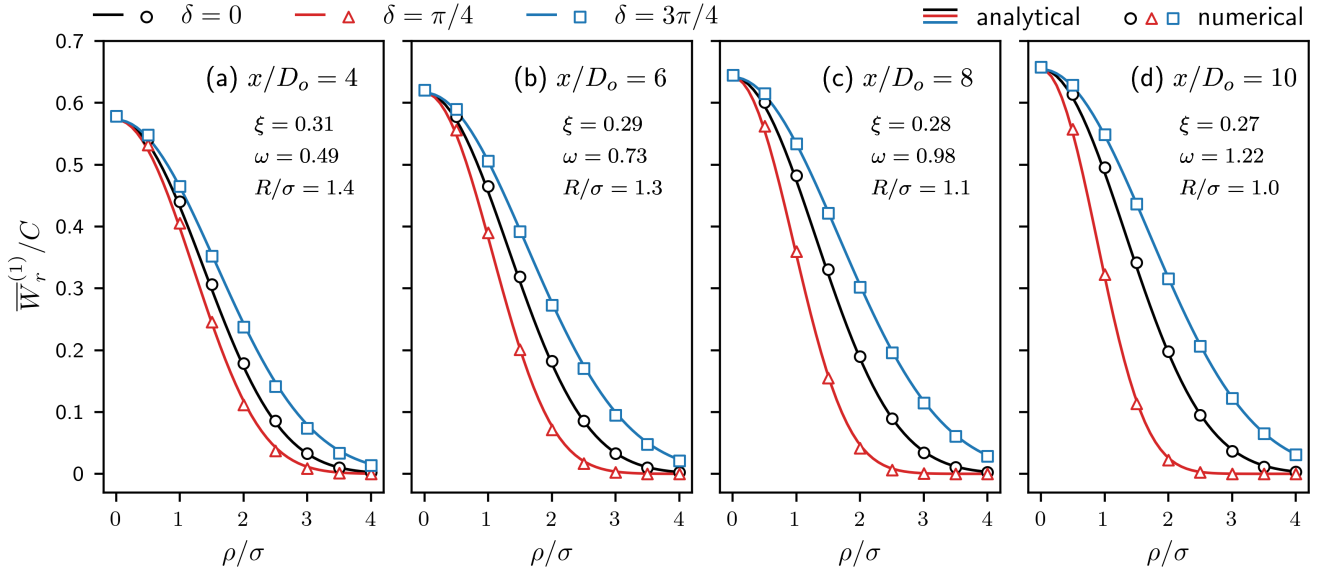 δ = 0 δ = π/4 δ = 3π/4 analytical numerical
0.7
0.6
0.5
0.4
0.3
0.2
0.1
0
W̿_r^(1)/C
(a) x/D_o = 4
ξ = 0.31
ω = 0.49
R/σ = 1.4
0 1 2 3 4
ρ/σ
(b) x/D_o = 6
ξ = 0.29
ω = 0.73
R/σ = 1.3
0 1 2 3 4
ρ/σ
(c) x/D_o = 8
ξ = 0.28
ω = 0.98
R/σ = 1.1
0 1 2 3 4
ρ/σ
(d) x/D_o = 10
ξ = 0.27
ω = 1.22
R/σ = 1.0
0 1 2 3 4
ρ/σ